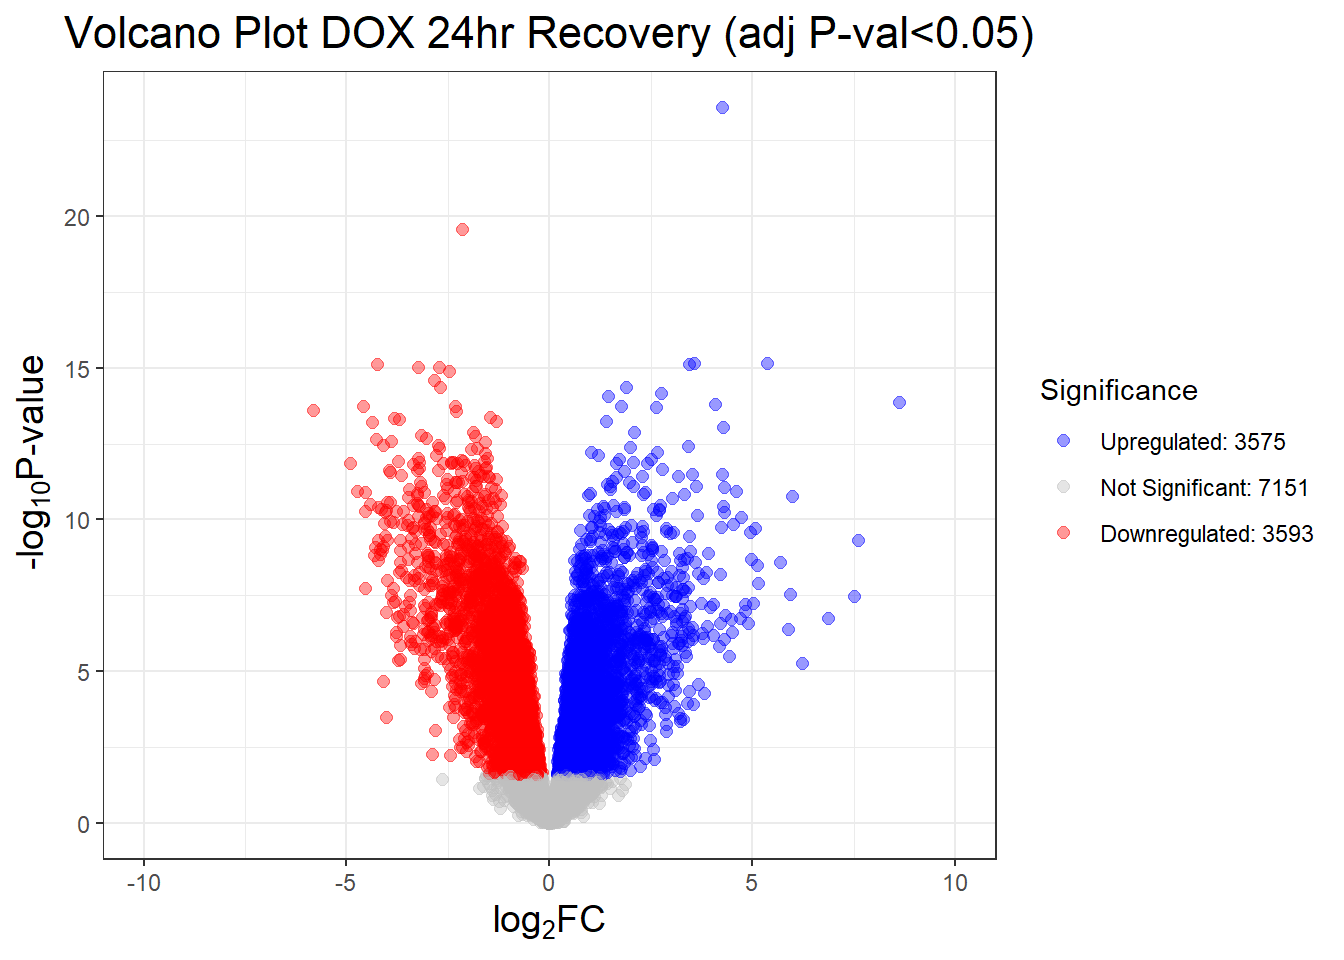 Volcano Plot DOX 24hr Recovery (adj P-val<0.05)
-log10P-value
20
15
10
5
0
-10
-5
0
5
10
log2FC
Significance
Upregulated: 3575
Not Significant: 7151
Downregulated: 3593